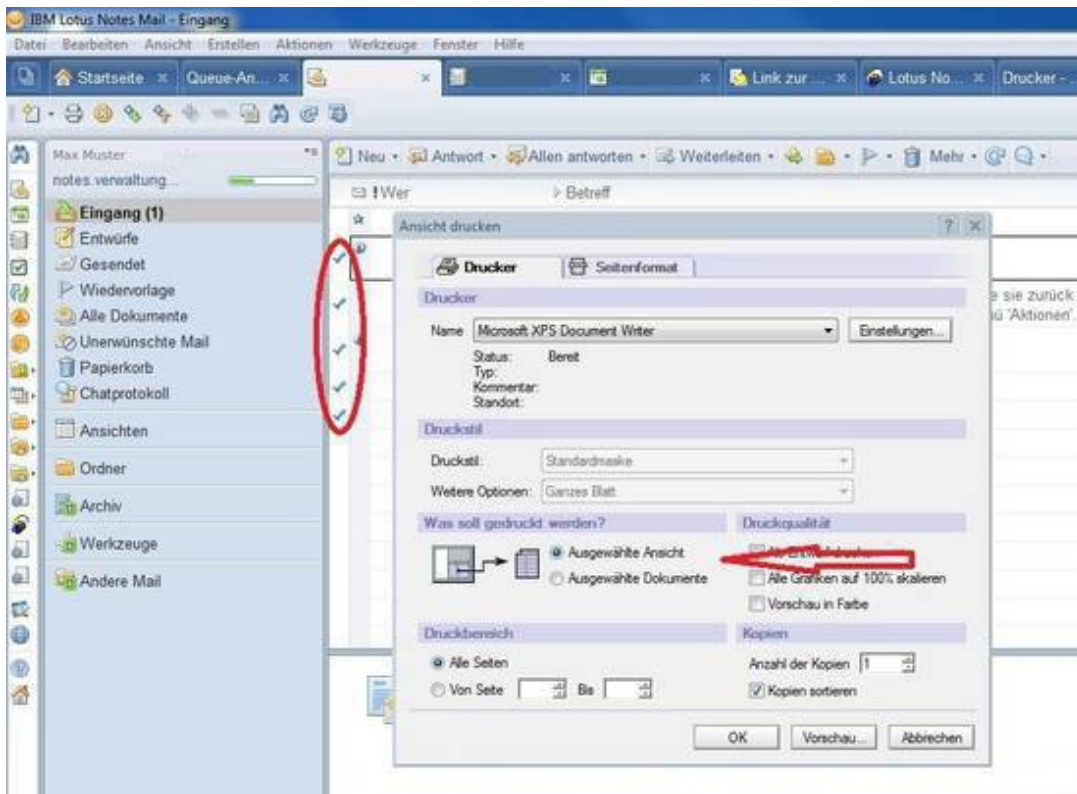 IBM Lotus Notes Mail - Eingang
Datei Bearbeiten Ansicht Erstellen Aktionen Werkzeuge Fenster Hilfe
Startseite Queue-An... Link zur ... Lotus No... Drucker - ...
Max Muster
notes.verwaltung...
Neu Antwort Allen antworten Weiterleiten Mehr
! Wer Betreff
Eingang (1)
Entwürfe
Gesendet
Wiedervorlage
Alle Dokumente
Unerwünschte Mail
Papierkorb
Chatprotokoll
Ansichten
Ordner
Archiv
Werkzeuge
Andere Mail
e sie zurück
ü 'Aktionen'.
Ansicht drucken
Drucker Seitenformat
Drucker
Name Microsoft XPS Document Writer Einstellungen...
Status: Bereit
Typ:
Kommentar:
Standort:
Druckstil
Druckstil: Standardmaske
Weitere Optionen: Ganzes Blatt
Was soll gedruckt werden? Druckqualität
Ausgewählte Ansicht
Ausgewählte Dokumente Alle Grafiken auf 100% skalieren
Vorschau in Farbe
Druckbereich Kopien
Alle Seiten Anzahl der Kopien 1
Von Seite Bis Kopien sortieren
OK Vorschau... Abbrechen